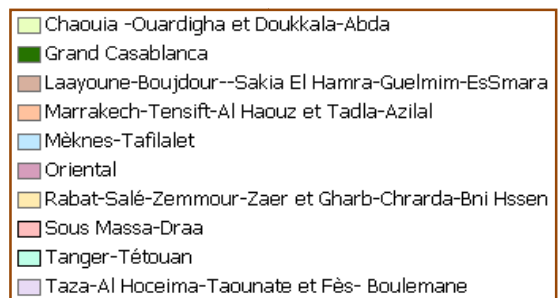 Chaouia -Ouardigha et Doukkala-Abda
Grand Casablanca
Laayoune-Boujdour--Sakia El Hamra-Guelmim-EsSmara
Marrakech-Tensift-Al Haouz et Tadla-Azilal
Mèknes-Tafilalet
Oriental
Rabat-Salé-Zemmour-Zaer et Gharb-Chrarda-Bni Hssen
Sous Massa-Draa
Tanger-Tétouan
Taza-Al Hoceima-Taounate et Fès- Boulemane